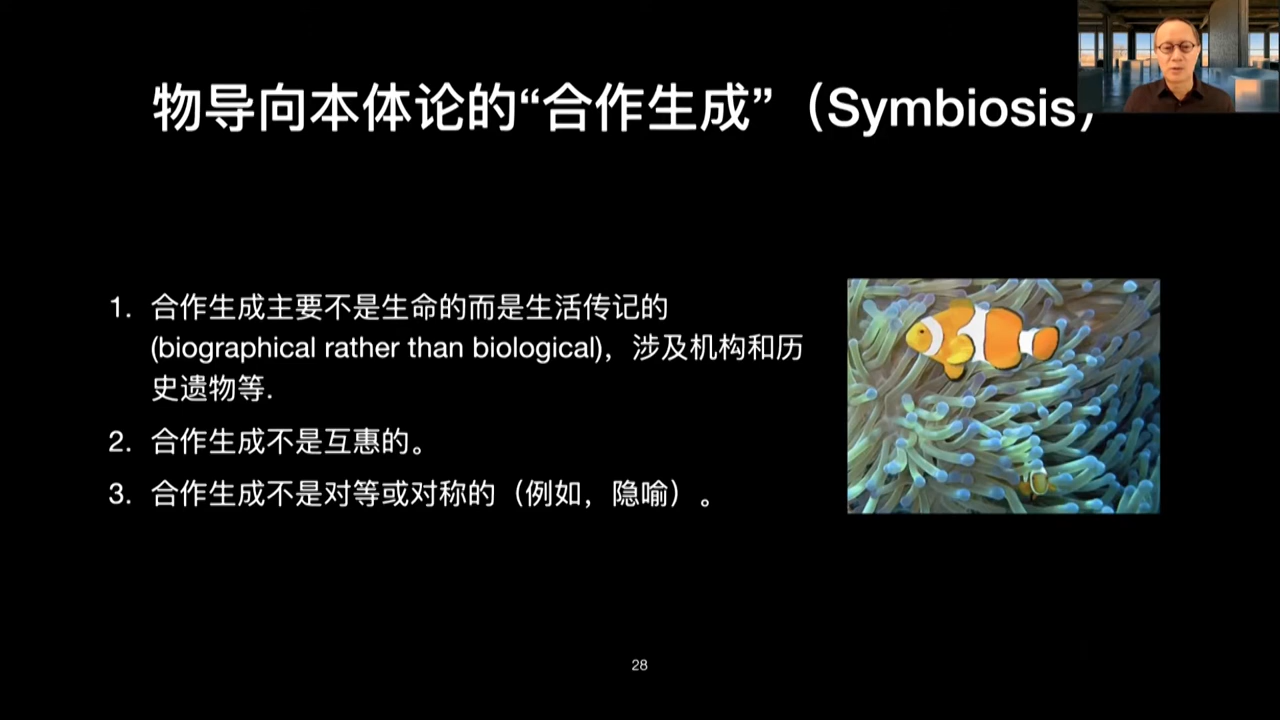 物导向本体论的“合作生成”（Symbiosis）
1. 合作生成主要不是生命的而是生活传记的
(biographical rather than biological)，涉及机构和历
史遗物等.
2. 合作生成不是互惠的。
3. 合作生成不是对等或对称的（例如，隐喻）。
28